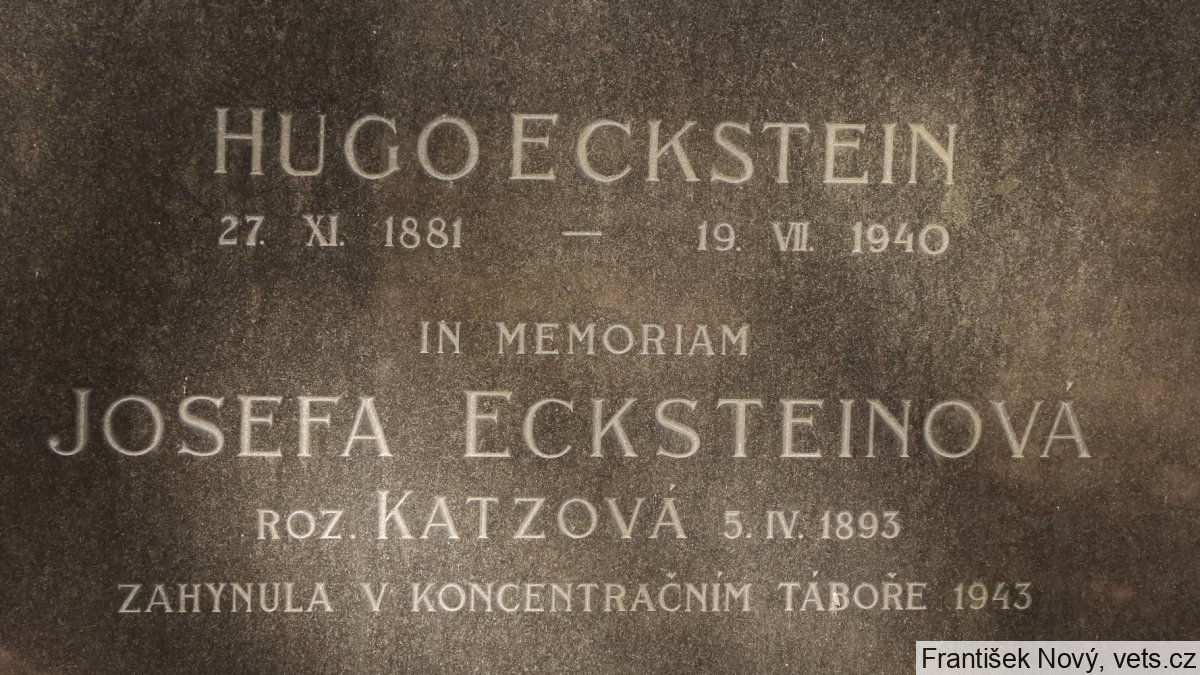 HUGO ECKSTEIN
27. XI. 1881 — 19. VII. 1940
IN MEMORIAM
JOSEFA ECKSTEINOVÁ
ROZ. KATZOVÁ 5. IV. 1893
ZAHYNULA V KONCENTRAČNÍM TÁBOŘE 1943
František Nový, vets.cz